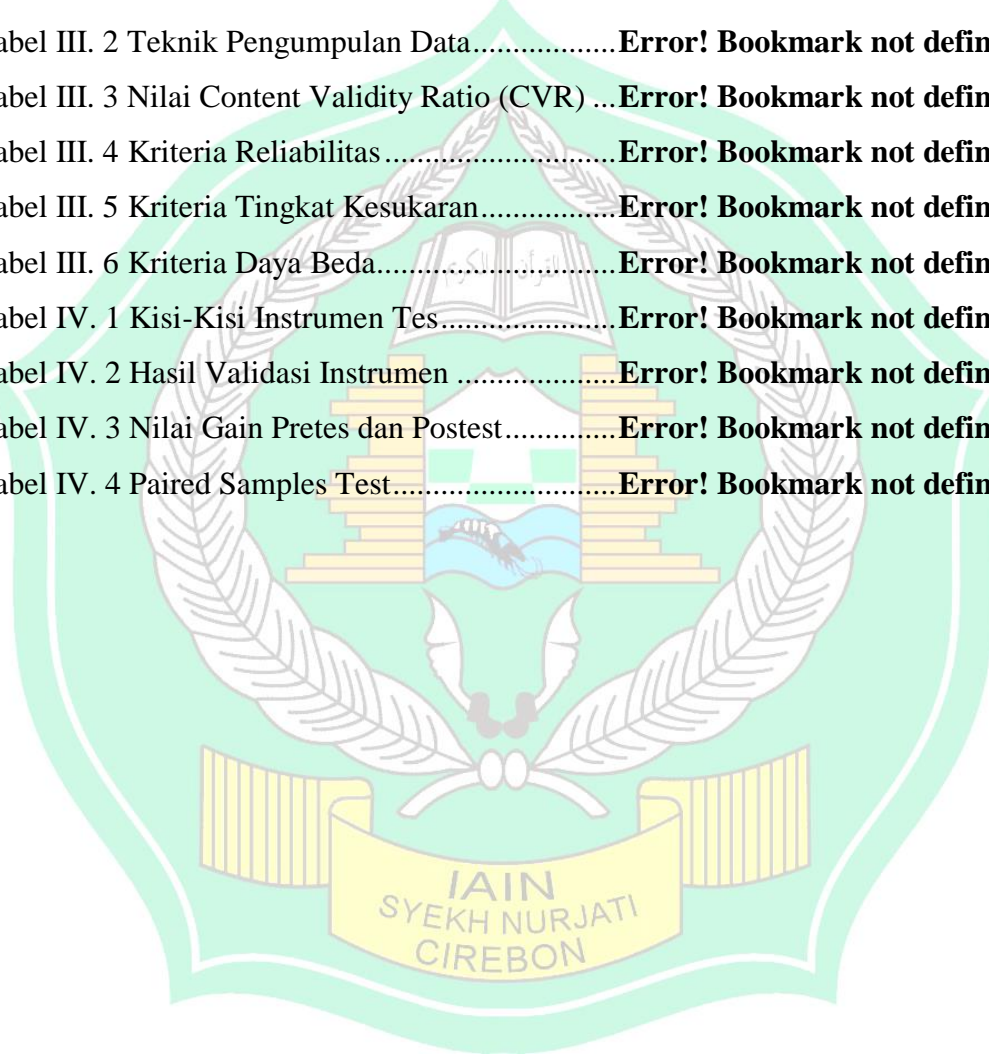 abel III. 2 Teknik Pengumpulan Data..................Error! Bookmark not defin
abel III. 3 Nilai Content Validity Ratio (CVR) ...Error! Bookmark not defin
abel III. 4 Kriteria Reliabilitas.............................Error! Bookmark not defin
abel III. 5 Kriteria Tingkat Kesukaran.................Error! Bookmark not defin
abel III. 6 Kriteria Daya Beda..............................Error! Bookmark not defin
abel IV. 1 Kisi-Kisi Instrumen Tes......................Error! Bookmark not defin
abel IV. 2 Hasil Validasi Instrumen ....................Error! Bookmark not defin
abel IV. 3 Nilai Gain Pretes dan Postest..............Error! Bookmark not defin
abel IV. 4 Paired Samples Test............................Error! Bookmark not defin
IAIN
SYEKH NURJATI
CIREBON